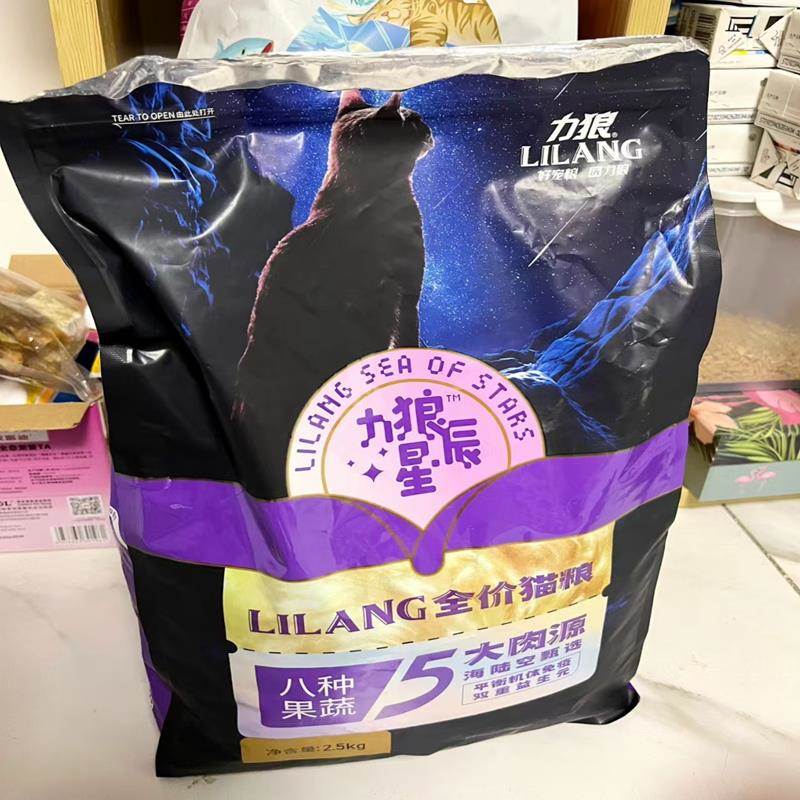 TEAR TO OPEN 由此处打开
力狼®
LILANG
好宠粮 选力狼
LILANG SEA OF STARS
力狼™
星辰
LILANG全价猫粮
八种
果蔬
5大肉源
海陆空甄选
平衡机体免疫
双重益生元
净含量:2.5kg